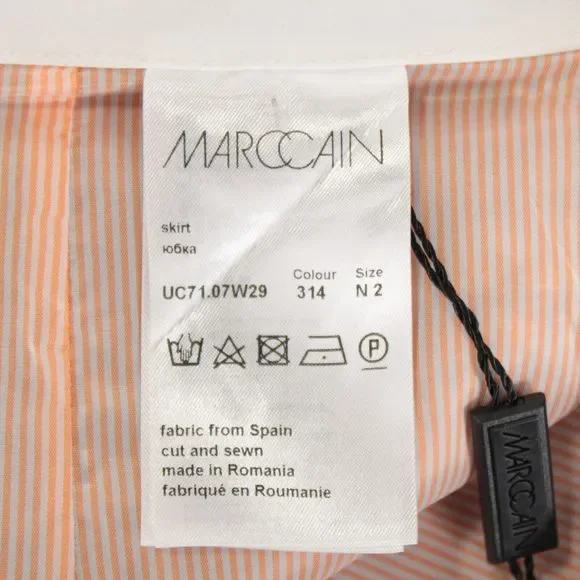 MARCCAIN
skirt
юбка
Colour Size
UC71.07W29 314 N 2
P
fabric from Spain
cut and sewn
made in Romania
fabriqué en Roumanie
MARCCAIN